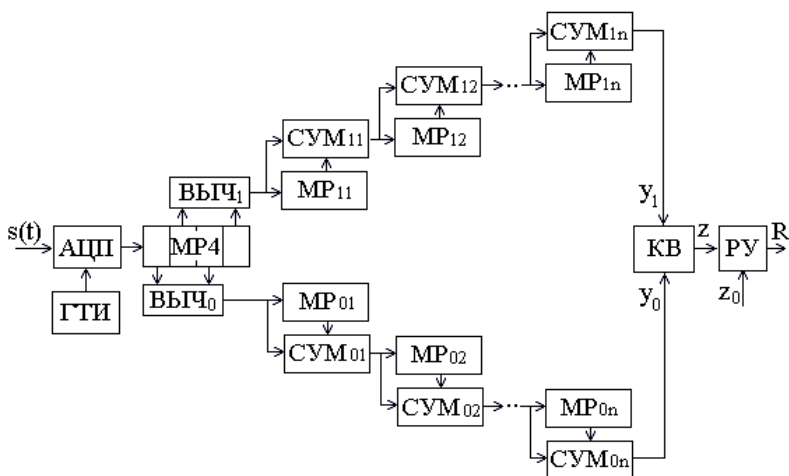 СУМ1n
СУМ12 ... МР1n
СУМ11 МР12
ВЫЧ1 МР11
y1
s(t) АЦП МР4 КВ z РУ R
ГТИ ВЫЧ0 МР01 y0 z0
СУМ01 МР02
СУМ02 ... МР0n
СУМ0n